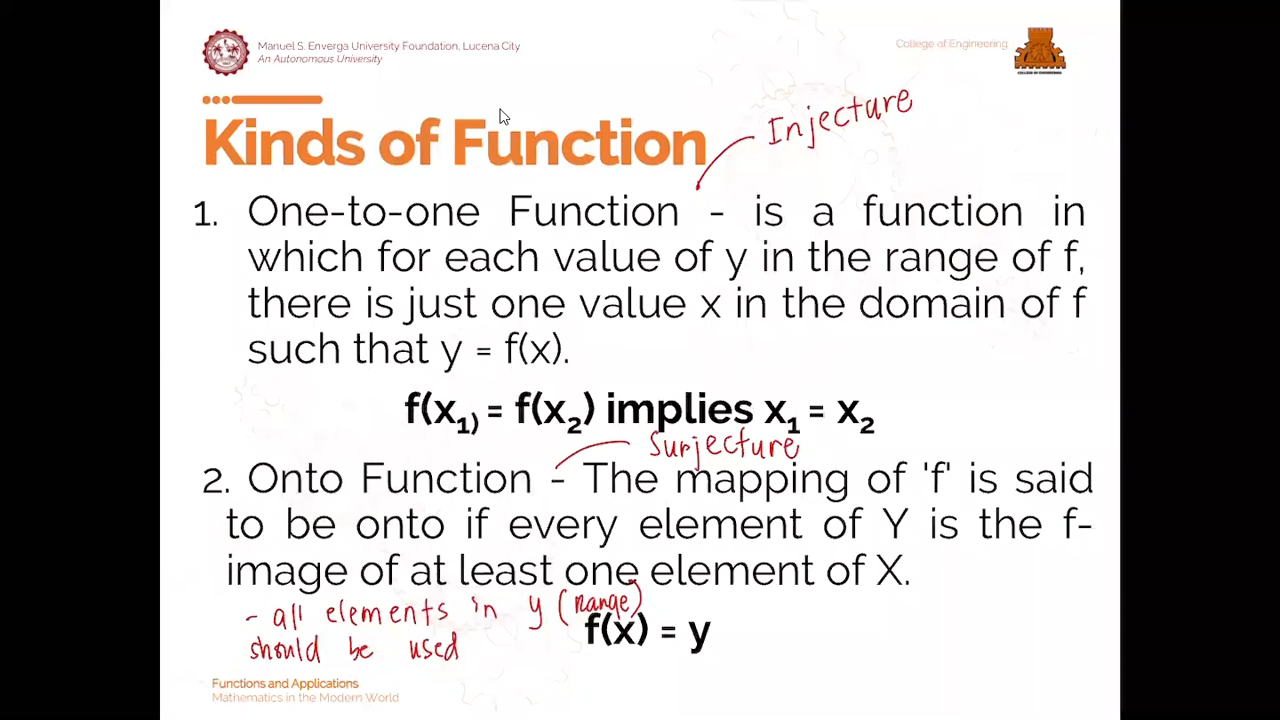 Manuel S. Enverga University Foundation, Lucena City
An Autonomous University
College of Engineering
COLLEGE OF ENGINEERING
Kinds of Function
Injecture
1. One-to-one Function - is a function in
which for each value of y in the range of f,
there is just one value x in the domain of f
such that y = f(x).
f(x₁) = f(x₂) implies x₁ = x₂
Surjecture
2. Onto Function - The mapping of 'f' is said
to be onto if every element of Y is the f-
image of at least one element of X.
- all elements in y (range)
should be used
f(x) = y
Functions and Applications
Mathematics in the Modern World